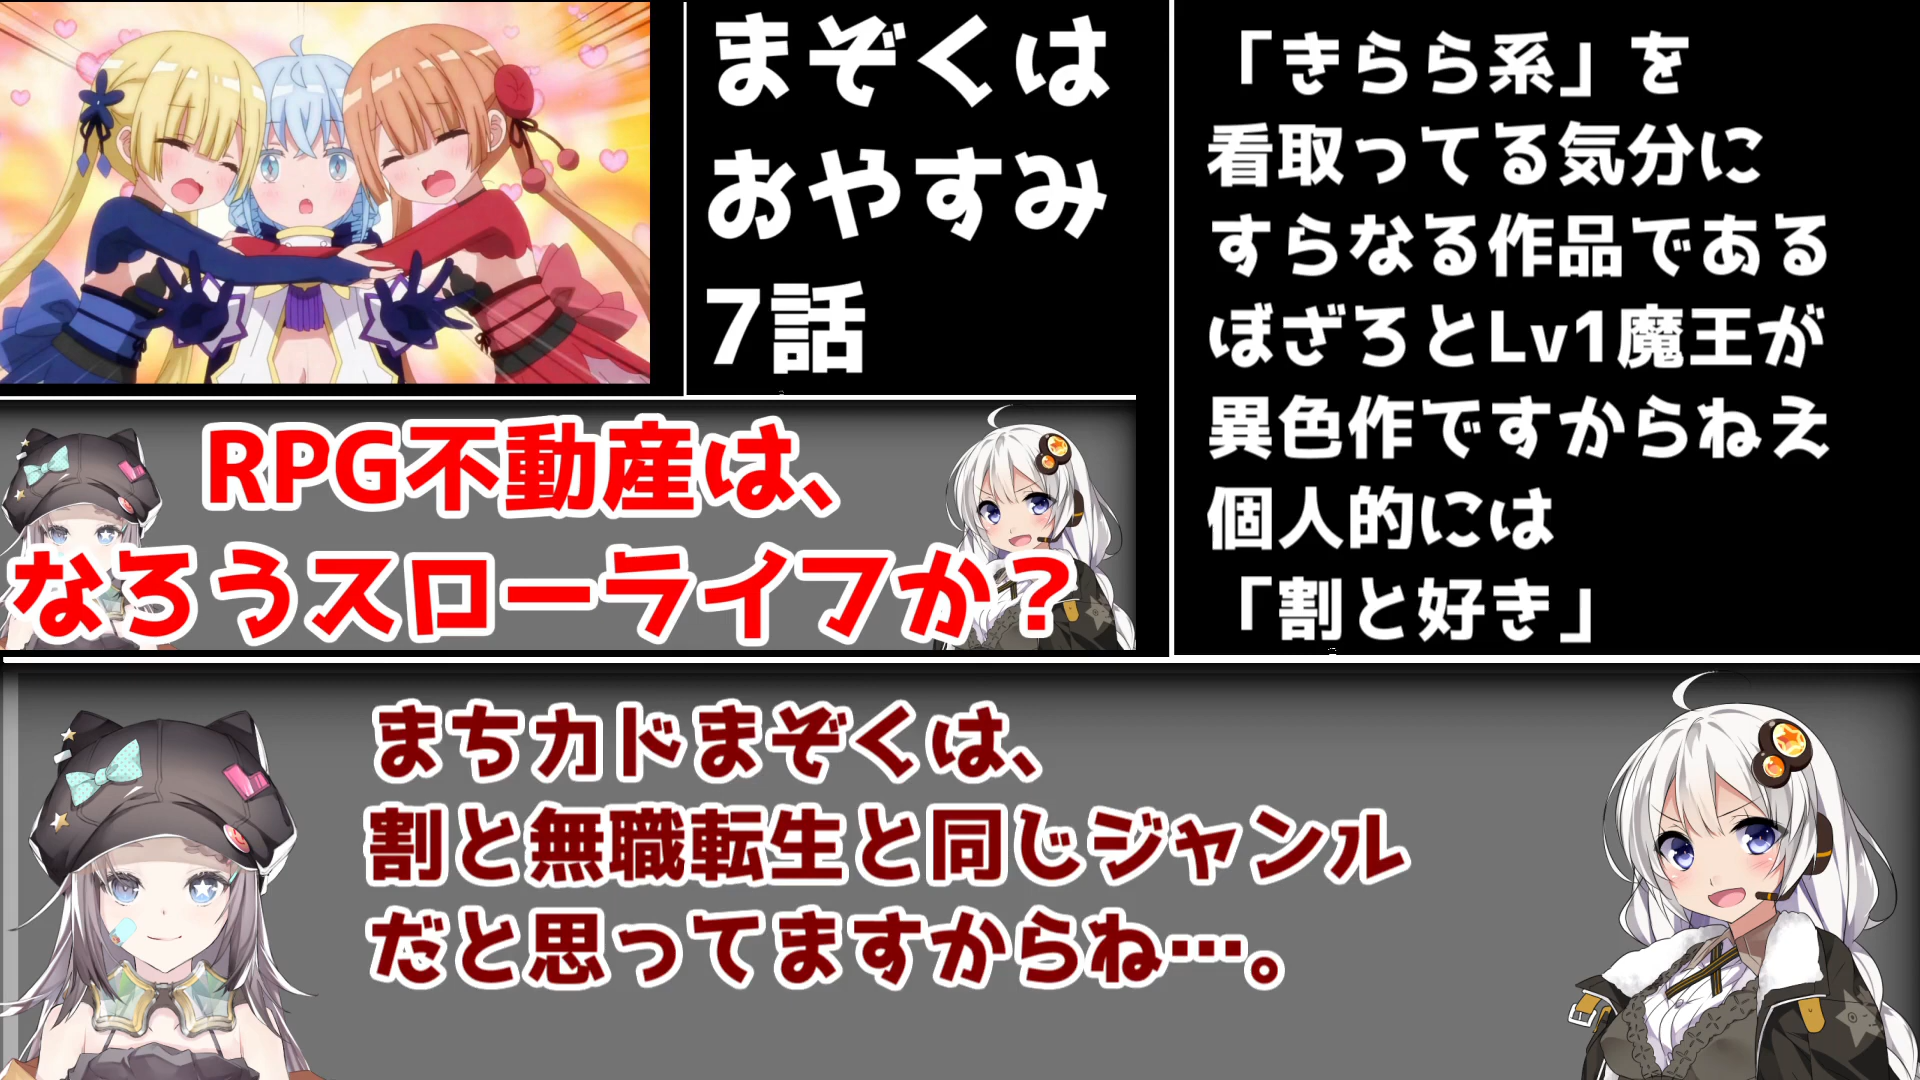 まぞくは
おやすみ
7話
「きらら系」を
看取ってる気分に
すらなる作品である
ぼざろとLv1魔王が
異色作ですからねえ
個人的には
「割と好き」
RPG不動産は、
なろうスローライフか？
まちカドまぞくは、
割と無職転生と同じジャンル
だと思ってますからね…。